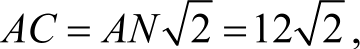 AC = AN√2 = 12√2,